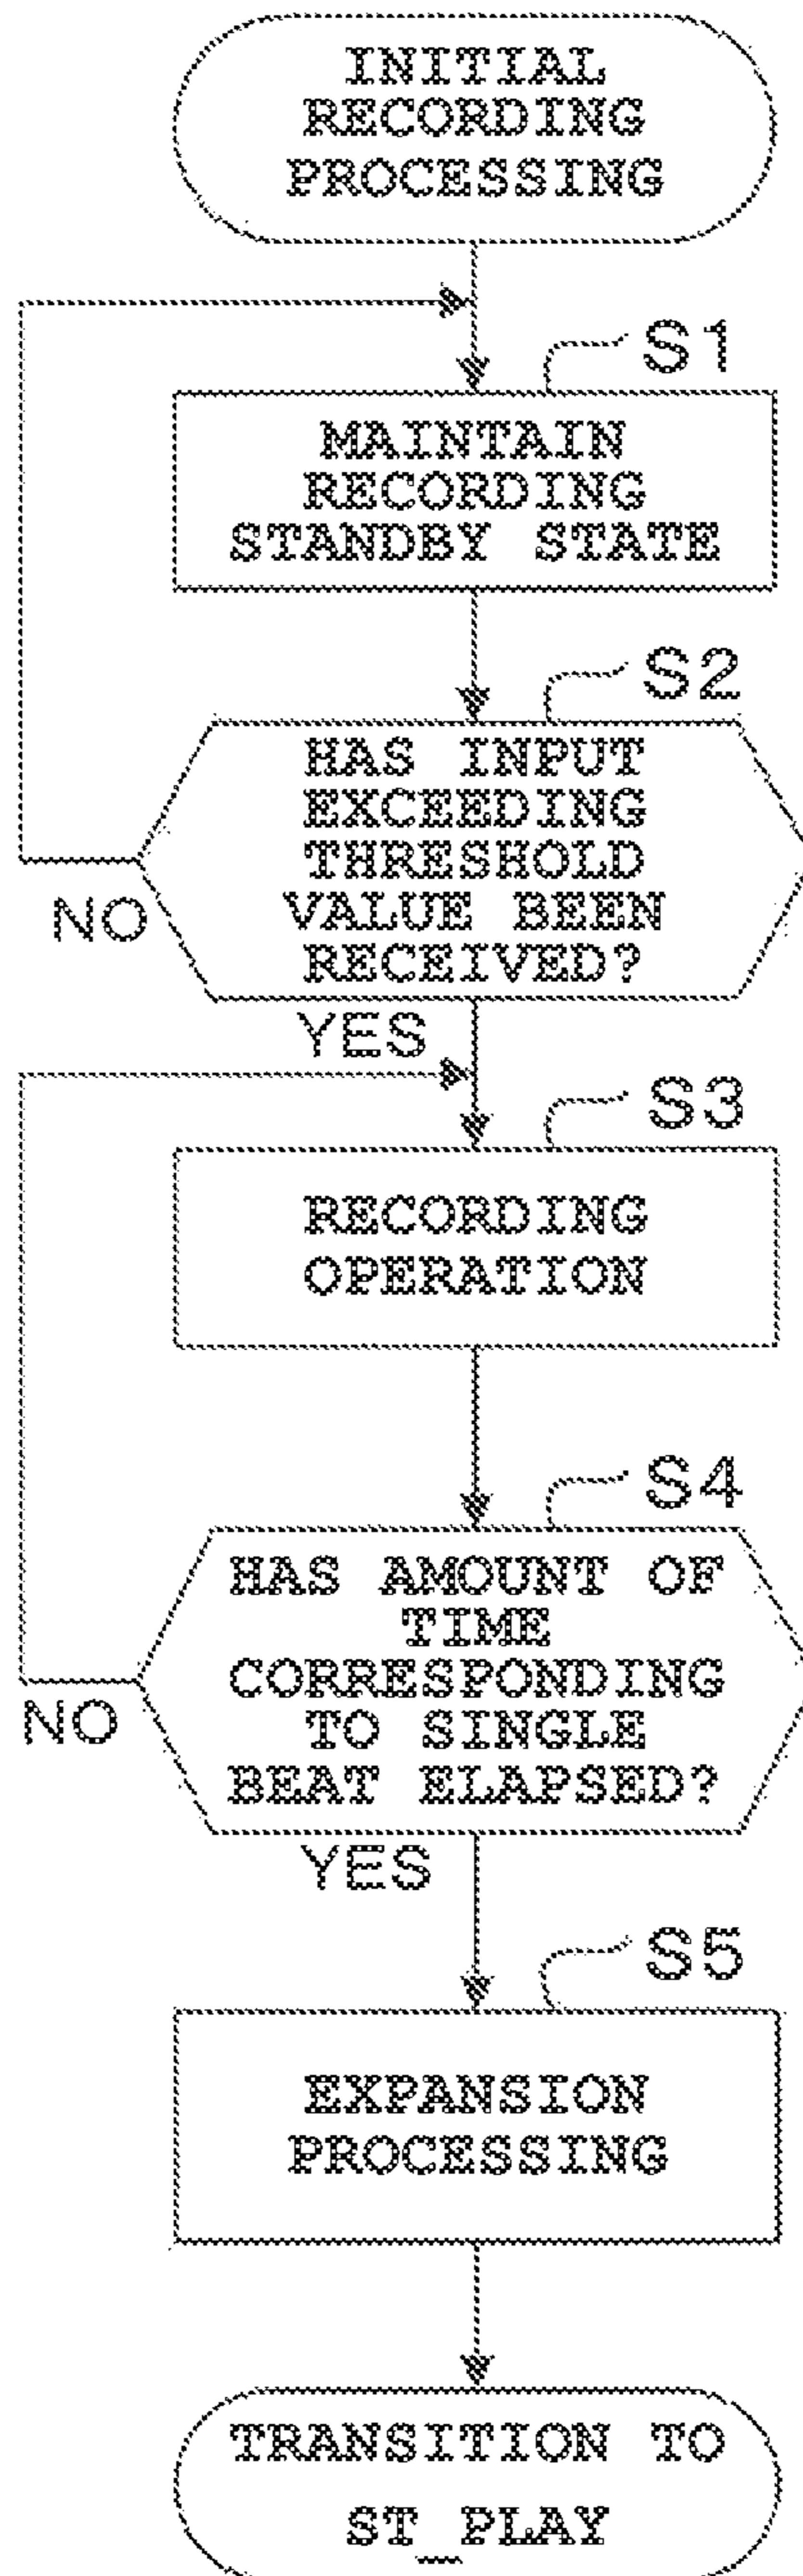 INITIAL
RECORDING
PROCESSING
S1
MAINTAIN
RECORDING
STANDBY STATE
S2
HAS INPUT
EXCEEDING
THRESHOLD
VALUE BEEN
RECEIVED?
NO
YES
S3
RECORDING
OPERATION
S4
HAS AMOUNT OF
TIME
CORRESPONDING
TO SINGLE
BEAT ELAPSED?
NO
YES
S5
EXPANSION
PROCESSING
TRANSITION TO
ST_PLAY